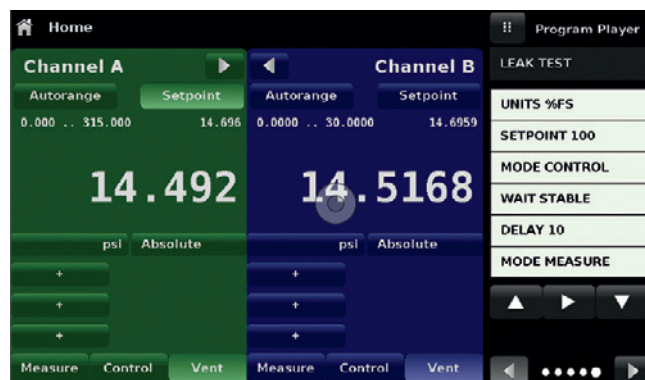 Home
Channel A
Autorange Setpoint
0.000 .. 315.000 14.696
14.492
psi Absolute
+
+
+
Measure Control Vent
Channel B
Autorange Setpoint
0.0000 .. 30.0000 14.6959
14.5168
psi Absolute
+
+
+
Measure Control Vent
Program Player
LEAK TEST
UNITS %FS
SETPOINT 100
MODE CONTROL
WAIT STABLE
DELAY 10
MODE MEASURE